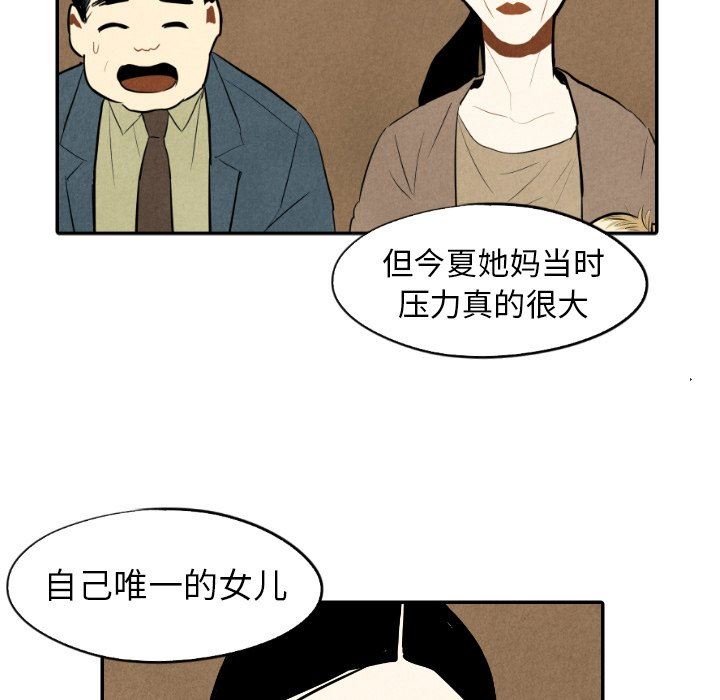 但今夏她妈当时
压力真的很大
自己唯一的女儿